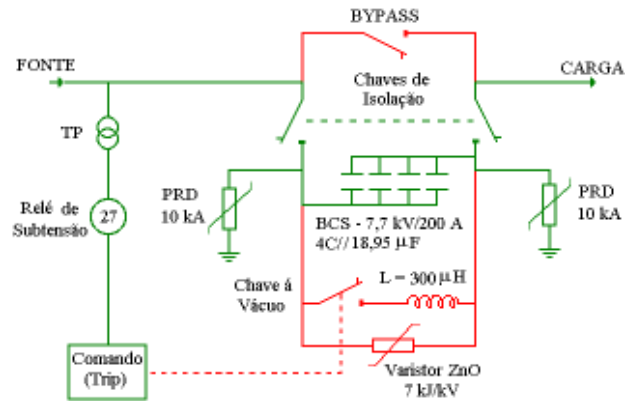 BYPASS
FONTE
CARGA
Chaves de
Isolação
TP
Relé de
Subtensão
27
PRD
10 kA
PRD
10 kA
BCS - 7,7 kV/200 A
4C// 18,95 µF
Chave á
Vácuo
L = 300 µH
Comando
(Trip)
Varistor ZnO
7 kJ/kV